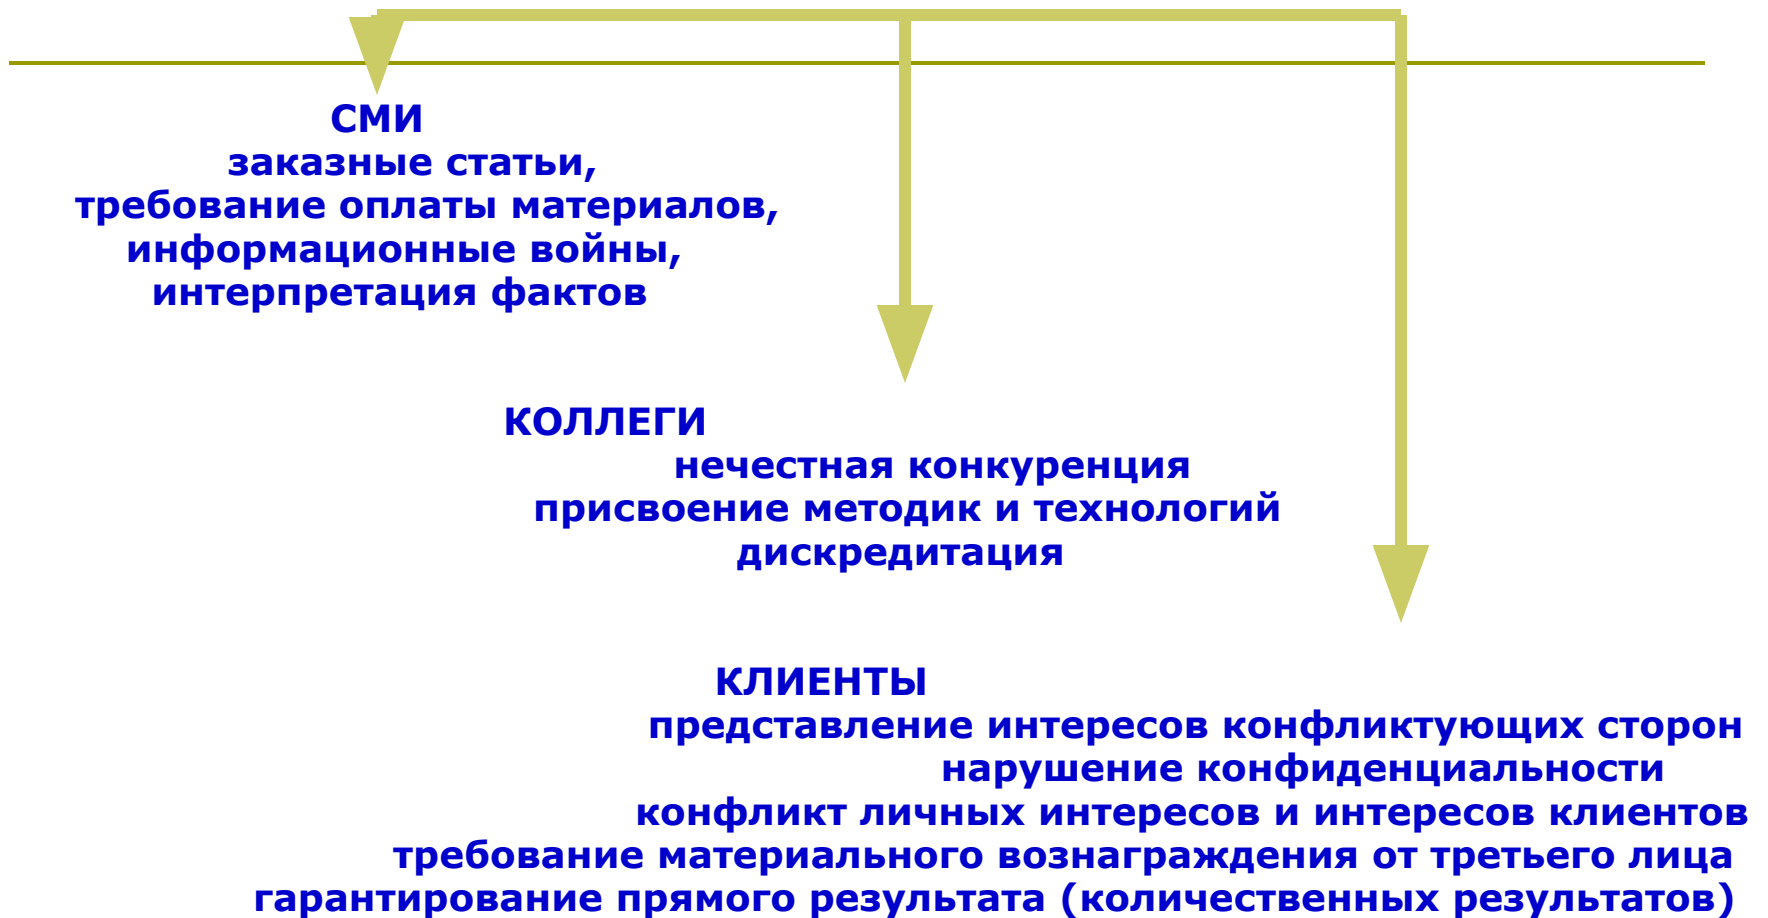 СМИ
заказные статьи,
требование оплаты материалов,
информационные войны,
интерпретация фактов
КОЛЛЕГИ
нечестная конкуренция
присвоение методик и технологий
дискредитация
КЛИЕНТЫ
представление интересов конфликтующих сторон
нарушение конфиденциальности
конфликт личных интересов и интересов клиентов
требование материального вознаграждения от третьего лица
гарантирование прямого результата (количественных результатов)